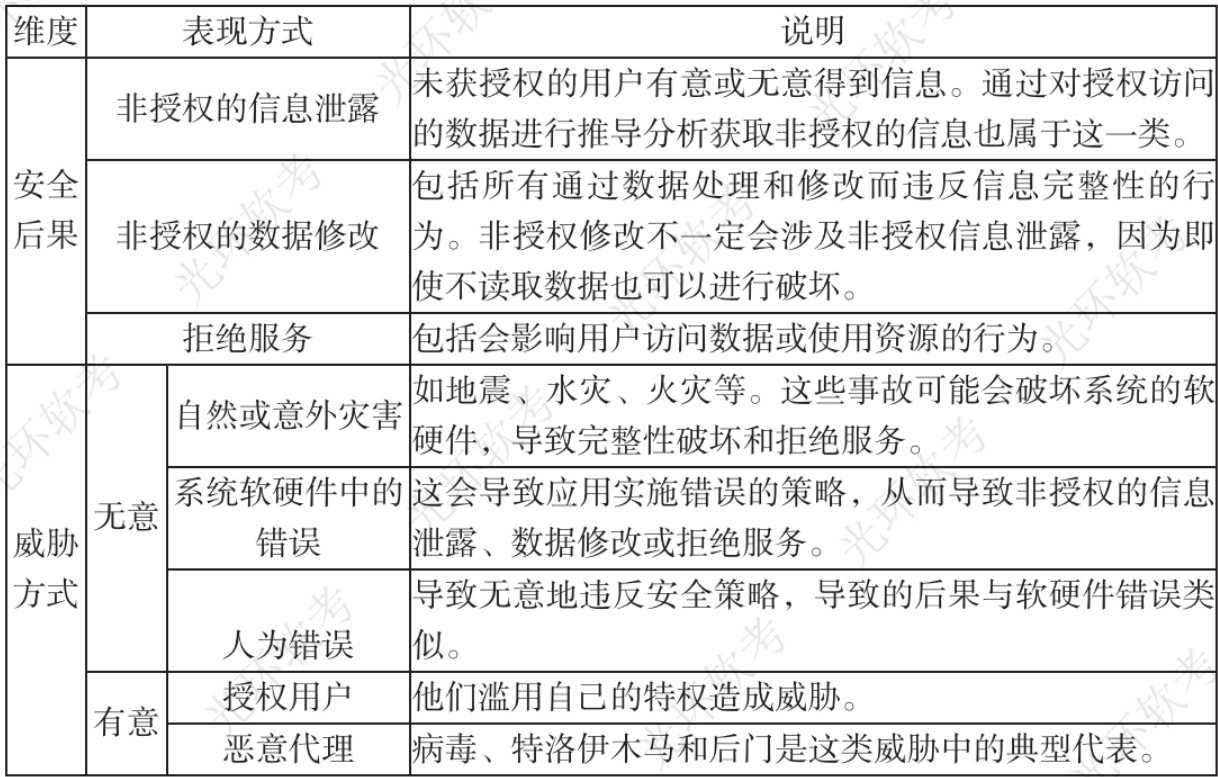 维度 表现方式 说明
安全后果
非授权的信息泄露
未获授权的用户有意或无意得到信息。通过对授权访问
的数据进行推导分析获取非授权的信息也属于这一类。
非授权的数据修改
包括所有通过数据处理和修改而违反信息完整性的行
为。非授权修改不一定会涉及非授权信息泄露，因为即
使不读取数据也可以进行破坏。
拒绝服务
包括会影响用户访问数据或使用资源的行为。
威胁方式
无意
自然或意外灾害
如地震、水灾、火灾等。这些事故可能会破坏系统的软
硬件，导致完整性破坏和拒绝服务。
系统软硬件中的
错误
这会导致应用实施错误的策略，从而导致非授权的信息
泄露、数据修改或拒绝服务。
人为错误
导致无意地违反安全策略，导致的后果与软硬件错误类
似。
有意
授权用户
他们滥用自己的特权造成威胁。
恶意代理
病毒、特洛伊木马和后门是这类威胁中的典型代表。
光环软考